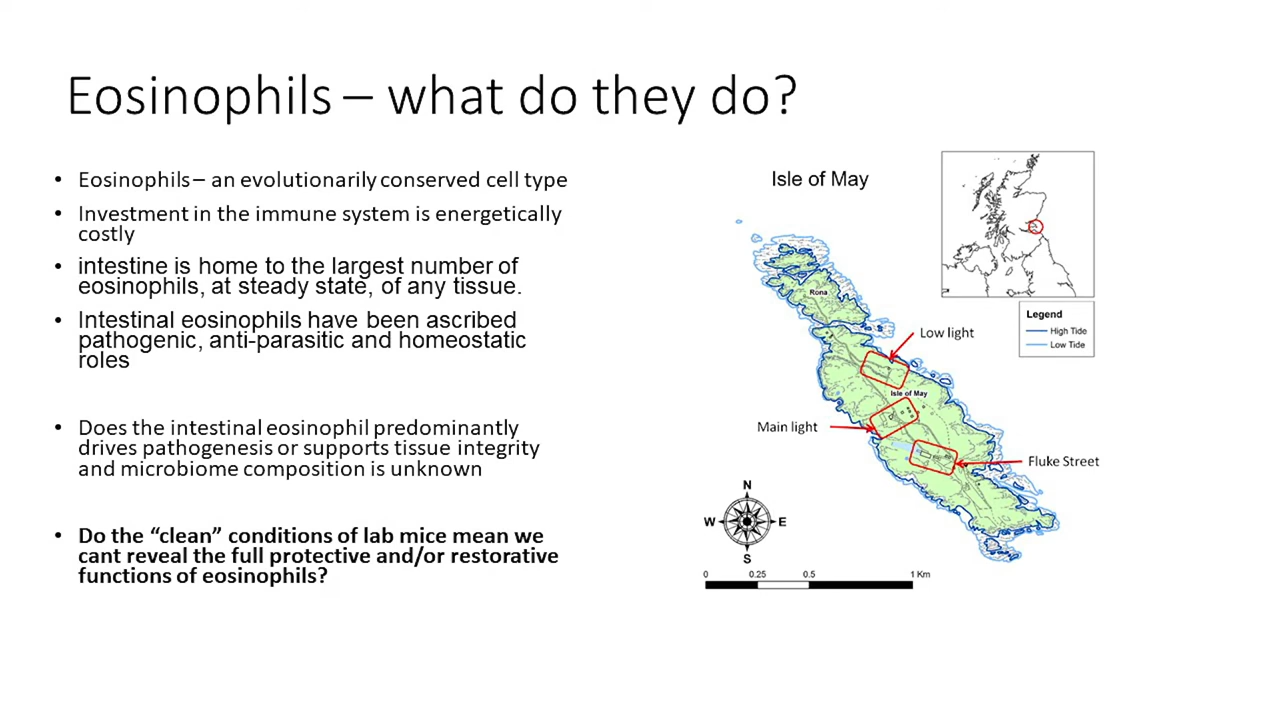 Eosinophils – what do they do?
• Eosinophils – an evolutionarily conserved cell type
• Investment in the immune system is energetically
costly
• intestine is home to the largest number of
eosinophils, at steady state, of any tissue.
• Intestinal eosinophils have been ascribed
pathogenic, anti-parasitic and homeostatic
roles
• Does the intestinal eosinophil predominantly
drives pathogenesis or supports tissue integrity
and microbiome composition is unknown
• Do the “clean” conditions of lab mice mean we
cant reveal the full protective and/or restorative
functions of eosinophils?
Isle of May
Legend
High Tide
Low Tide
Rona
Low light
Isle of May
Main light
Fluke Street
N
W E
S
0 0.25 0.5 1 Km